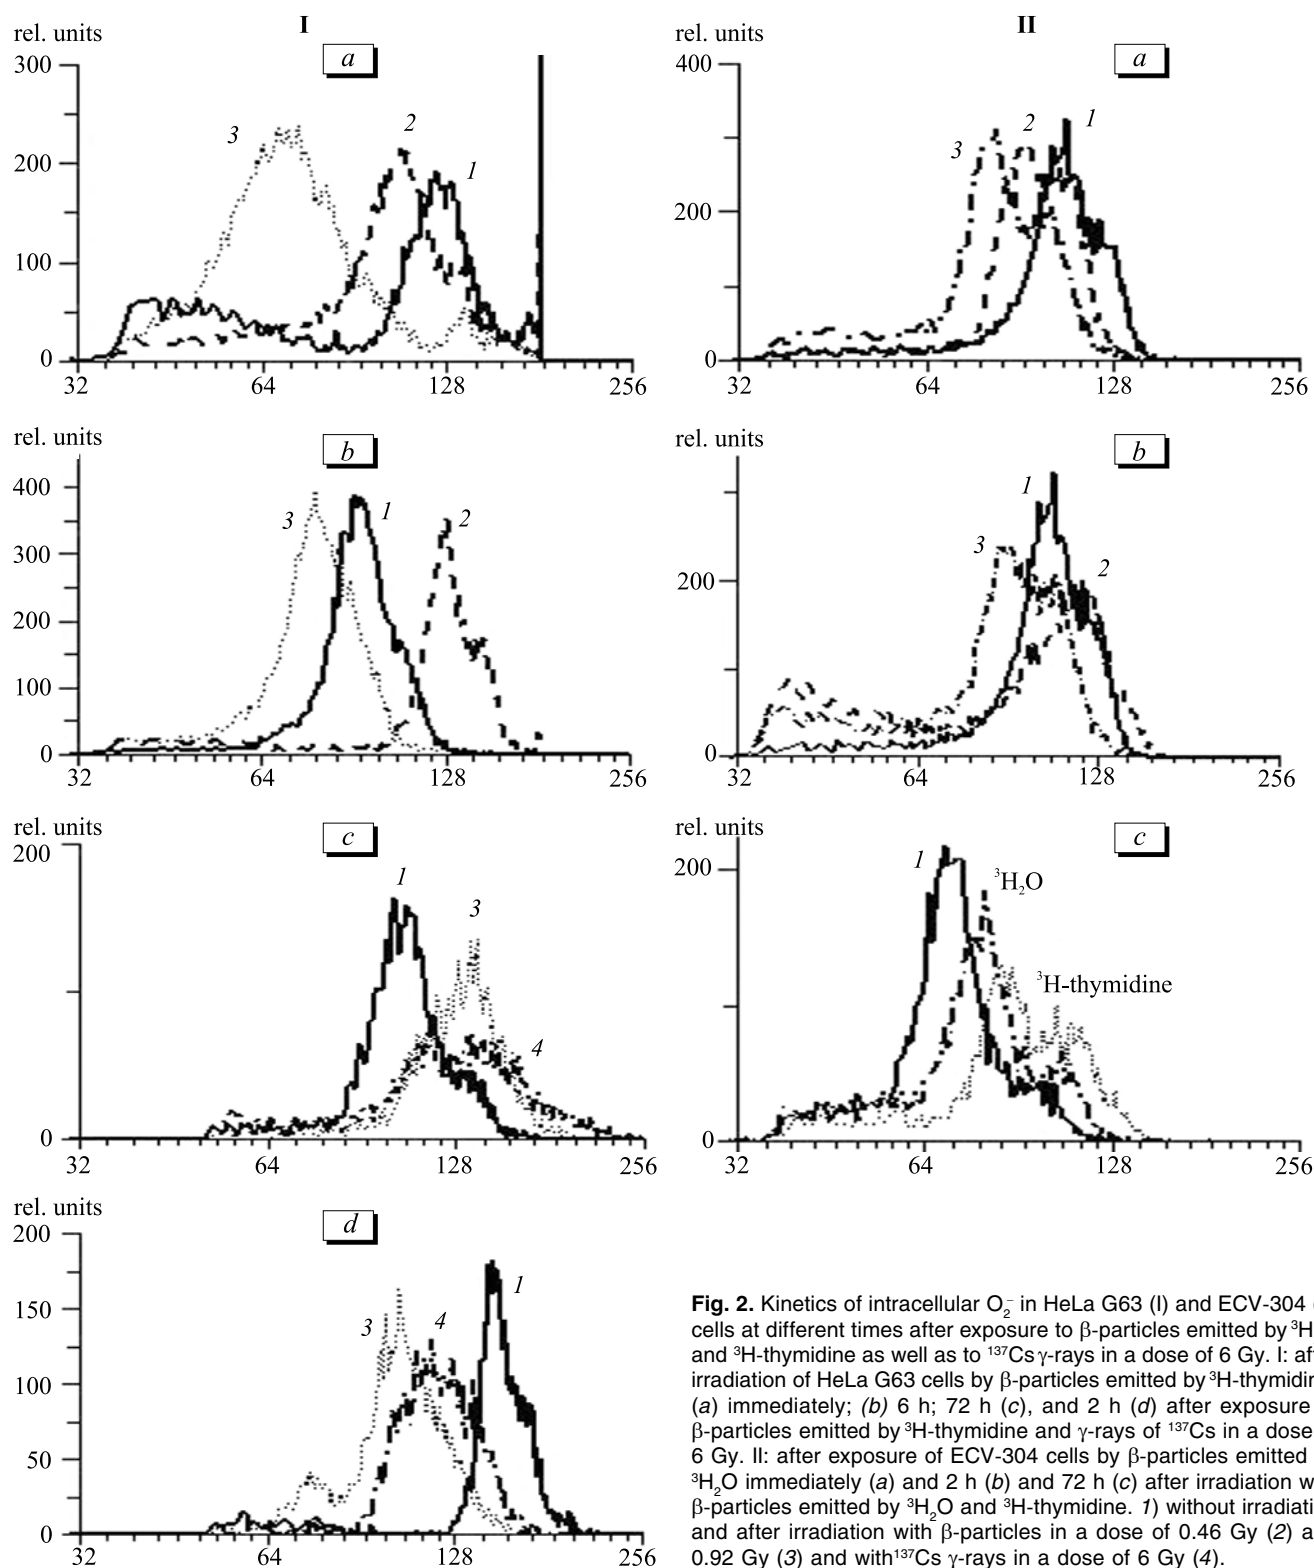 I
II
rel. units
a
300
200
100
0
3
2
1
32 64 128 256
rel. units
a
400
200
0
3
2
1
32 64 128 256
rel. units
b
400
300
200
100
0
3
1
2
32 64 128 256
rel. units
b
200
0
1
3
2
32 64 128 256
rel. units
c
200
0
1
3
4
32 64 128 256
rel. units
c
200
0
1
³H₂O
³H-thymidine
32 64 128 256
rel. units
d
200
150
100
50
0
3
4
1
32 64 128 256
Fig. 2. Kinetics of intracellular O₂⁻ in HeLa G63 (I) and ECV-304
cells at different times after exposure to β-particles emitted by ³H
and ³H-thymidine as well as to ¹³⁷Cs γ-rays in a dose of 6 Gy. I:
irradiation of HeLa G63 cells by β-particles emitted by
(a) immediately; (b) 6 h; 72 h (c), and 2 h (d) after exposure
β-particles emitted by ³H-thymidine and γ-rays of ¹³⁷Cs in a dose
6 Gy. II: after exposure of ECV-304 cells by β-particles emitted
³H₂O immediately (a) and 2 h (b) and 72 h (c) after irradiation
β-particles emitted by ³H₂O and ³H-thymidine. 1) without
and after irradiation with β-particles in a dose of 0.46 Gy (2)
0.92 Gy (3) and with ¹³⁷Cs γ-rays in a dose of 6 Gy (4).